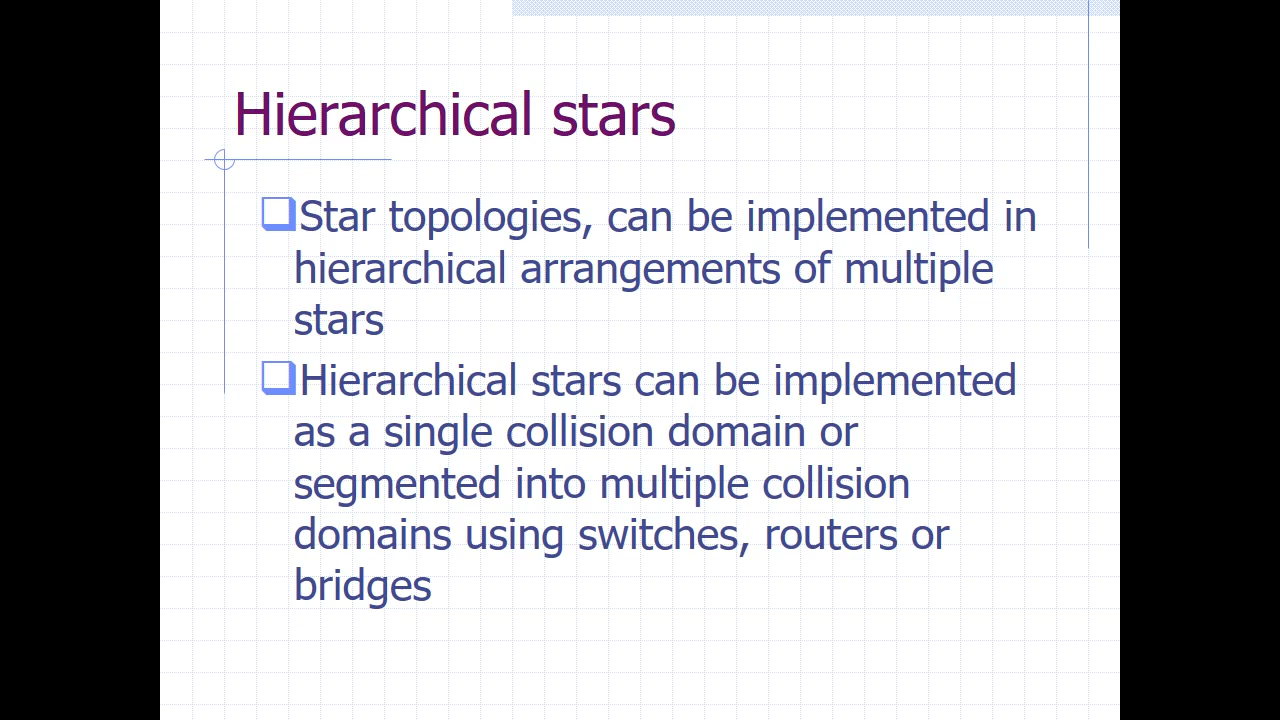 Hierarchical stars
Star topologies, can be implemented in
hierarchical arrangements of multiple
stars
Hierarchical stars can be implemented
as a single collision domain or
segmented into multiple collision
domains using switches, routers or
bridges